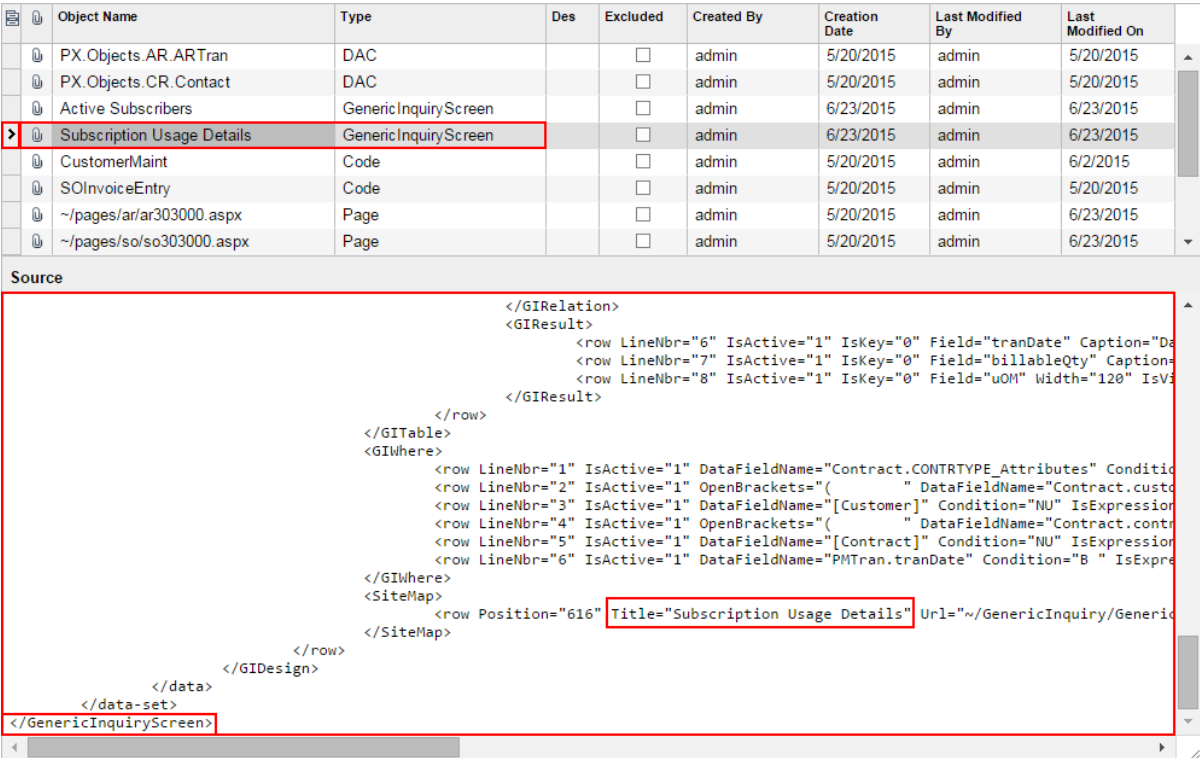 Object Name Type Des Excluded Created By Creation Date Last Modified By Last Modified On
PX.Objects.AR.ARTran DAC admin 5/20/2015 admin 5/20/2015
PX.Objects.CR.Contact DAC admin 5/20/2015 admin 5/20/2015
Active Subscribers GenericInquiryScreen admin 6/23/2015 admin 6/23/2015
Subscription Usage Details GenericInquiryScreen admin 6/23/2015 admin 6/23/2015
CustomerMaint Code admin 5/20/2015 admin 6/2/2015
SOInvoiceEntry Code admin 5/20/2015 admin 5/20/2015
~/pages/ar/ar303000.aspx Page admin 5/20/2015 admin 6/23/2015
~/pages/so/so303000.aspx Page admin 5/20/2015 admin 6/23/2015
Source
</GIRelation>
<GIResult>
<row LineNbr="6" IsActive="1" IsKey="0" Field="tranDate" Caption="Da
<row LineNbr="7" IsActive="1" IsKey="0" Field="billableQty" Caption=
<row LineNbr="8" IsActive="1" IsKey="0" Field="uOM" Width="120" IsVi
</GIResult>
</row>
</GITable>
<GIWhere>
<row LineNbr="1" IsActive="1" DataFieldName="Contract.CONTRTYPE_Attributes" Conditio
<row LineNbr="2" IsActive="1" OpenBrackets="(        " DataFieldName="Contract.custo
<row LineNbr="3" IsActive="1" DataFieldName="[Customer]" Condition="NU" IsExpression
<row LineNbr="4" IsActive="1" OpenBrackets="(        " DataFieldName="Contract.contr
<row LineNbr="5" IsActive="1" DataFieldName="[Contract]" Condition="NU" IsExpression
<row LineNbr="6" IsActive="1" DataFieldName="PMTran.tranDate" Condition="B " IsExpre
</GIWhere>
<SiteMap>
<row Position="616" Title="Subscription Usage Details" Url="~/GenericInquiry/Generic
</SiteMap>
</row>
</GIDesign>
</data>
</data-set>
</GenericInquiryScreen>